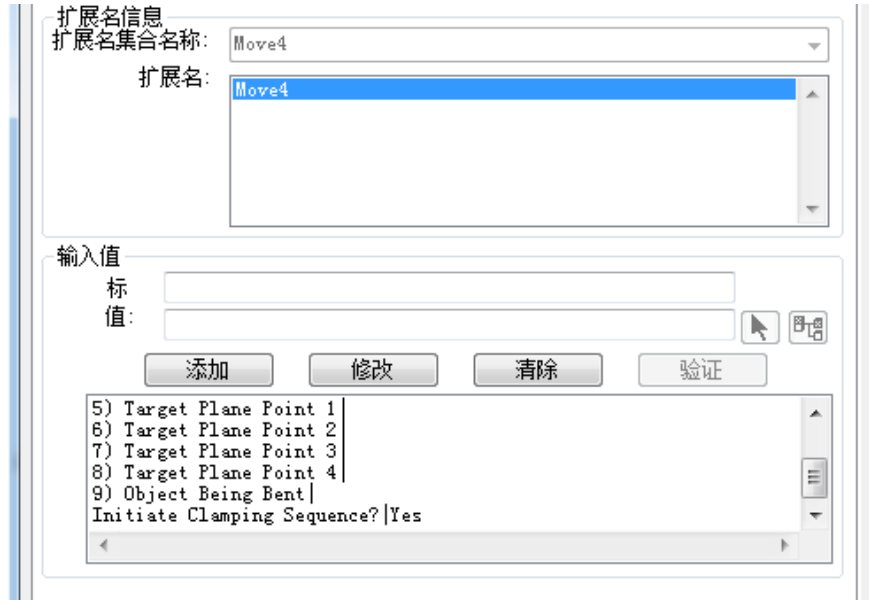 扩展名信息
扩展名集合名称: Move4
扩展名: Move4
输入值
标
值:
添加 修改 清除 验证
5) Target Plane Point 1|
6) Target Plane Point 2|
7) Target Plane Point 3|
8) Target Plane Point 4|
9) Object Being Bent|
Initiate Clamping Sequence?|Yes